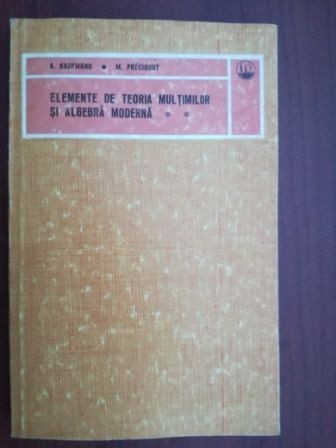 A. KAUFMANN • M. PRÉCIGOUT
ELEMENTE DE TEORIA MULȚIMILOR
ȘI ALGEBRĂ MODERNĂ • •